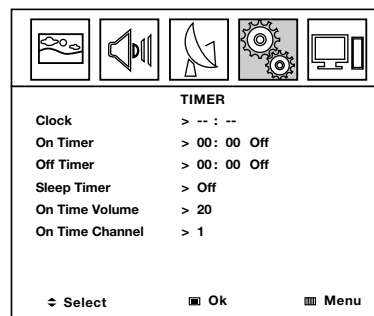 TIMER
Clock > -- : --
On Timer > 00 : 00 Off
Off Timer > 00 : 00 Off
Sleep Timer > Off
On Time Volume > 20
On Time Channel > 1
Select Ok Menu